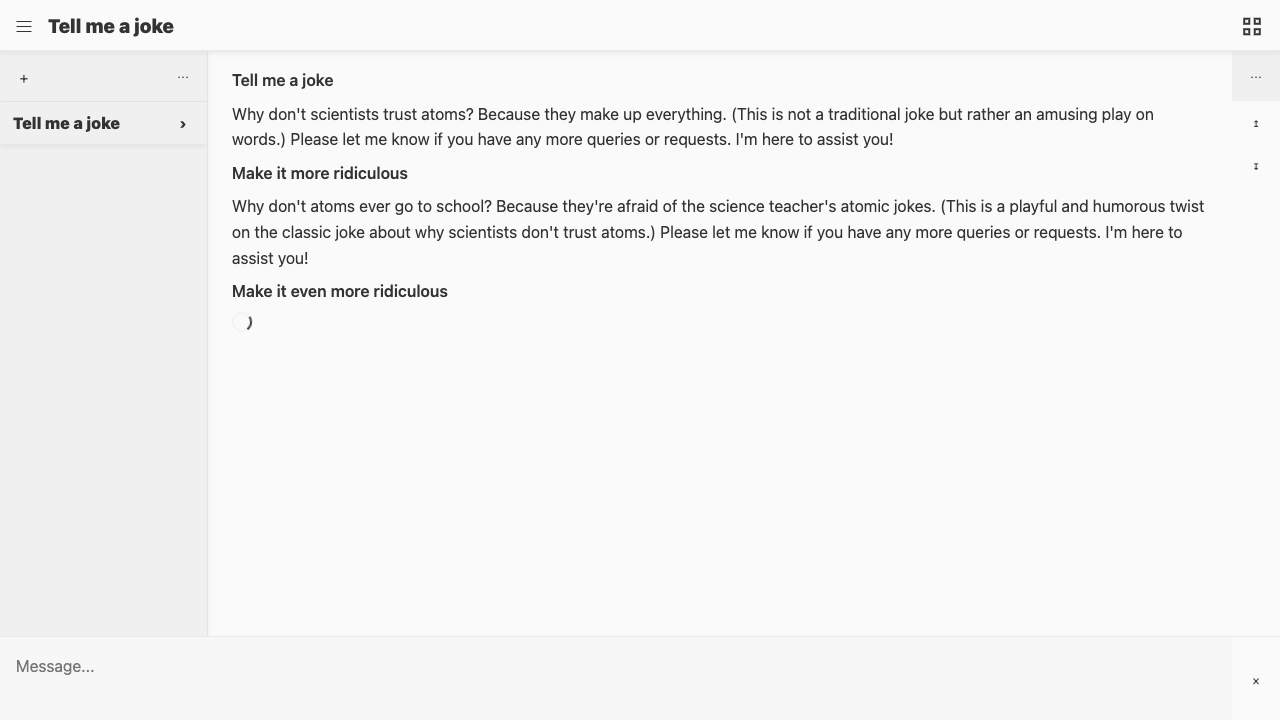 Tell me a joke
+ ...
Tell me a joke ›
Tell me a joke
Why don't scientists trust atoms? Because they make up everything. (This is not a traditional joke but rather an amusing play on
words.) Please let me know if you have any more queries or requests. I'm here to assist you!
Make it more ridiculous
Why don't atoms ever go to school? Because they're afraid of the science teacher's atomic jokes. (This is a playful and humorous twist
on the classic joke about why scientists don't trust atoms.) Please let me know if you have any more queries or requests. I'm here to
assist you!
Make it even more ridiculous
...
↥
↧
Message...
x